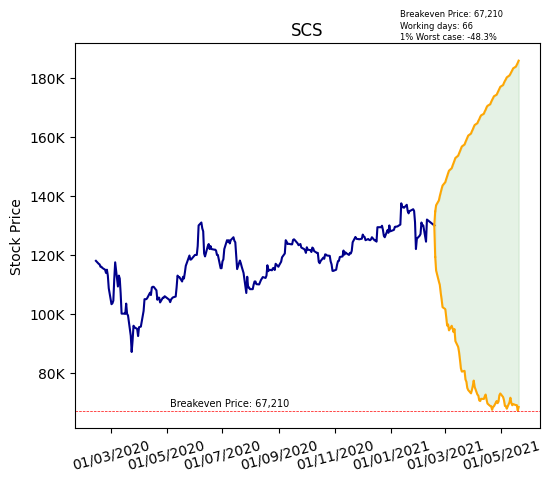 Breakeven Price: 67,210
Working days: 66
1% Worst case: -48.3%
SCS
Stock Price
180K
160K
140K
120K
100K
80K
Breakeven Price: 67,210
01/03/2020
01/05/2020
01/07/2020
01/09/2020
01/11/2020
01/01/2021
01/03/2021
01/05/2021